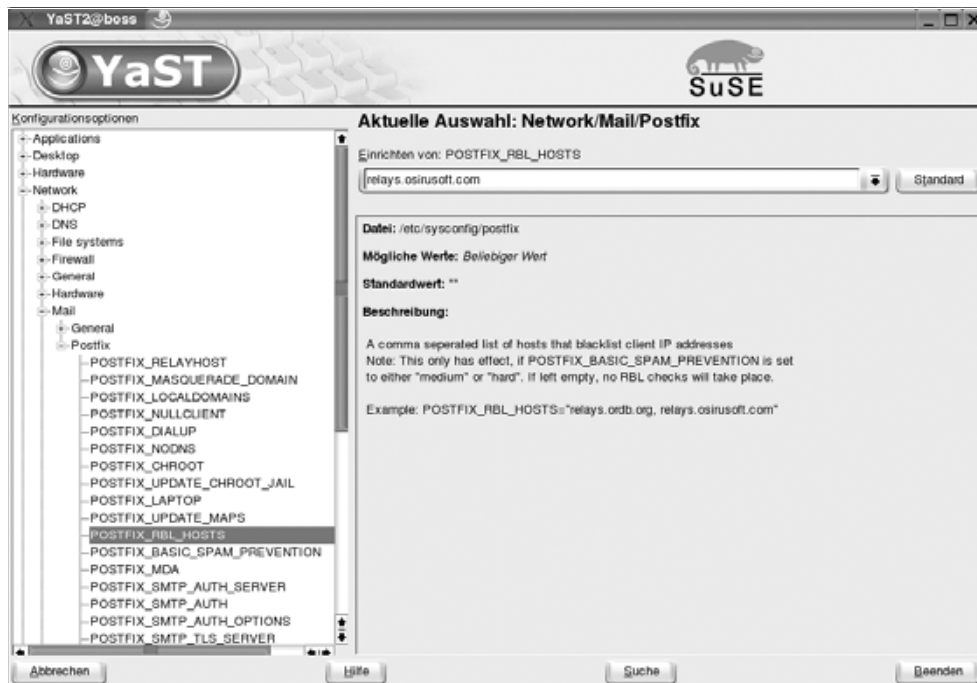 YaST2@boss
YaST
SuSE
Konfigurationsoptionen
Applications
Desktop
Hardware
Network
DHCP
DNS
File systems
Firewall
General
Hardware
Mail
General
Postfix
POSTFIX_RELAYHOST
POSTFIX_MASQUERADE_DOMAIN
POSTFIX_LOCALDOMAINS
POSTFIX_NULLCLIENT
POSTFIX_DIALUP
POSTFIX_NODNS
POSTFIX_CHROOT
POSTFIX_UPDATE_CHROOT_JAIL
POSTFIX_LAPTOP
POSTFIX_UPDATE_MAPS
POSTFIX_RBL_HOSTS
POSTFIX_BASIC_SPAM_PREVENTION
POSTFIX_MDA
POSTFIX_SMTP_AUTH_SERVER
POSTFIX_SMTP_AUTH
POSTFIX_SMTP_AUTH_OPTIONS
POSTFIX_SMTP_TLS_SERVER
Aktuelle Auswahl: Network/Mail/Postfix
Einrichten von: POSTFIX_RBL_HOSTS
relays.osirusoft.com
Standard
Datei: /etc/sysconfig/postfix
Mögliche Werte: Beliebiger Wert
Standardwert: ""
Beschreibung:
A comma seperated list of hosts that blacklist client IP addresses
Note: This only has effect, if POSTFIX_BASIC_SPAM_PREVENTION is set
to either "medium" or "hard". If left empty, no RBL checks will take place.
Example: POSTFIX_RBL_HOSTS="relays.ordb.org, relays.osirusoft.com"
Abbrechen
Hilfe
Suche
Beenden